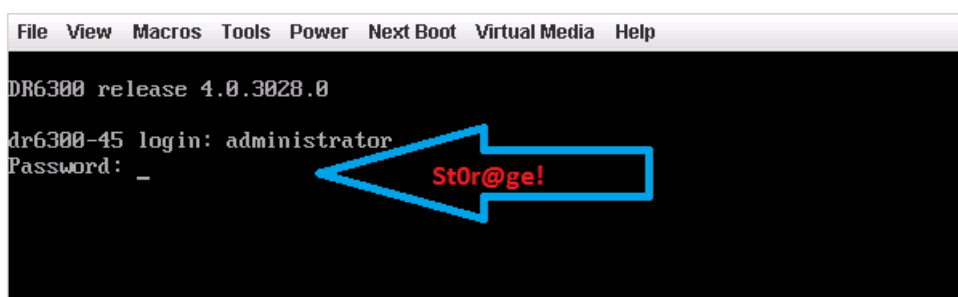 File View Macros Tools Power Next Boot Virtual Media Help
DR6300 release 4.0.3028.0
dr6300-45 login: administrator
Password: _
St0r@ge!